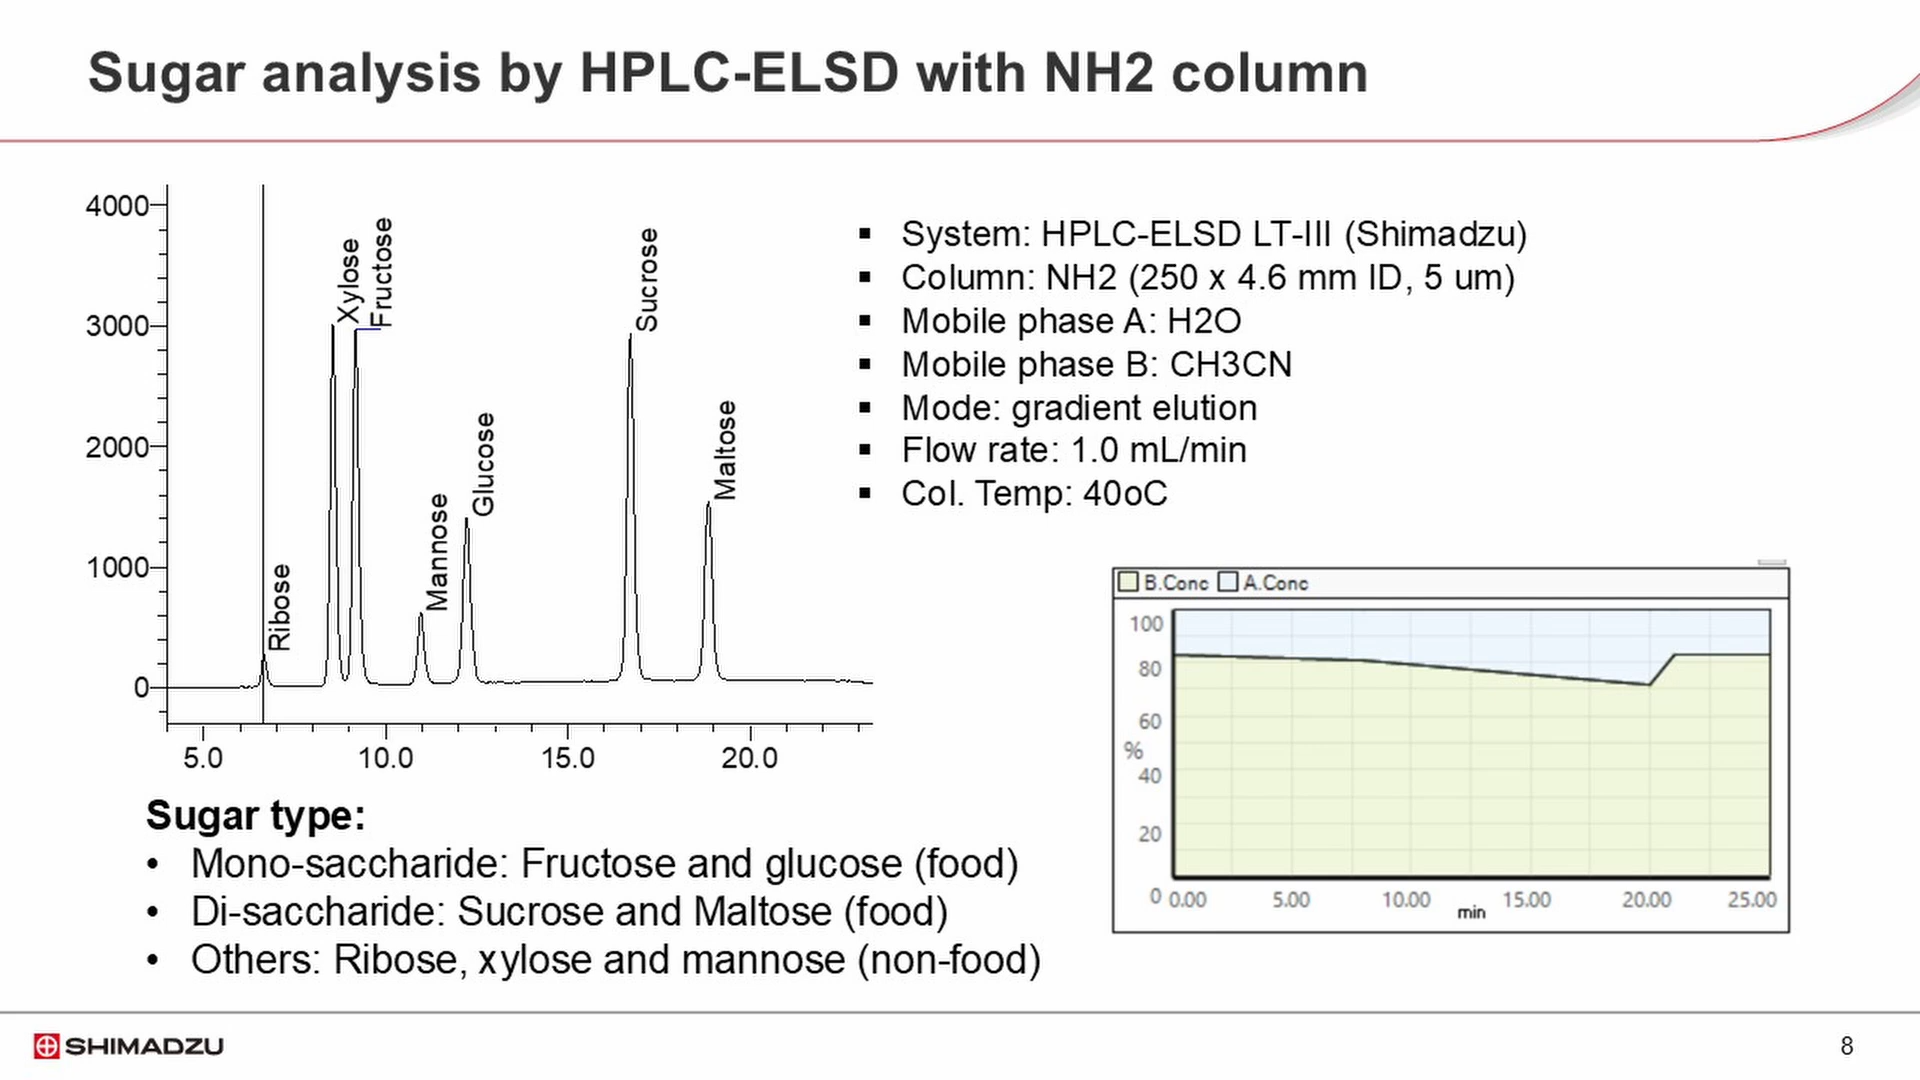 Sugar analysis by HPLC-ELSD with NH2 column
4000
3000
2000
1000
0
5.0 10.0 15.0 20.0
Ribose
Xylose
Fructose
Mannose
Glucose
Sucrose
Maltose
▪ System: HPLC-ELSD LT-III (Shimadzu)
▪ Column: NH2 (250 x 4.6 mm ID, 5 um)
▪ Mobile phase A: H2O
▪ Mobile phase B: CH3CN
▪ Mode: gradient elution
▪ Flow rate: 1.0 mL/min
▪ Col. Temp: 40oC
B.Conc A.Conc
100
80
60
%
40
20
0 0.00 5.00 10.00 15.00 20.00 25.00
min
Sugar type:
• Mono-saccharide: Fructose and glucose (food)
• Di-saccharide: Sucrose and Maltose (food)
• Others: Ribose, xylose and mannose (non-food)
SHIMADZU
8